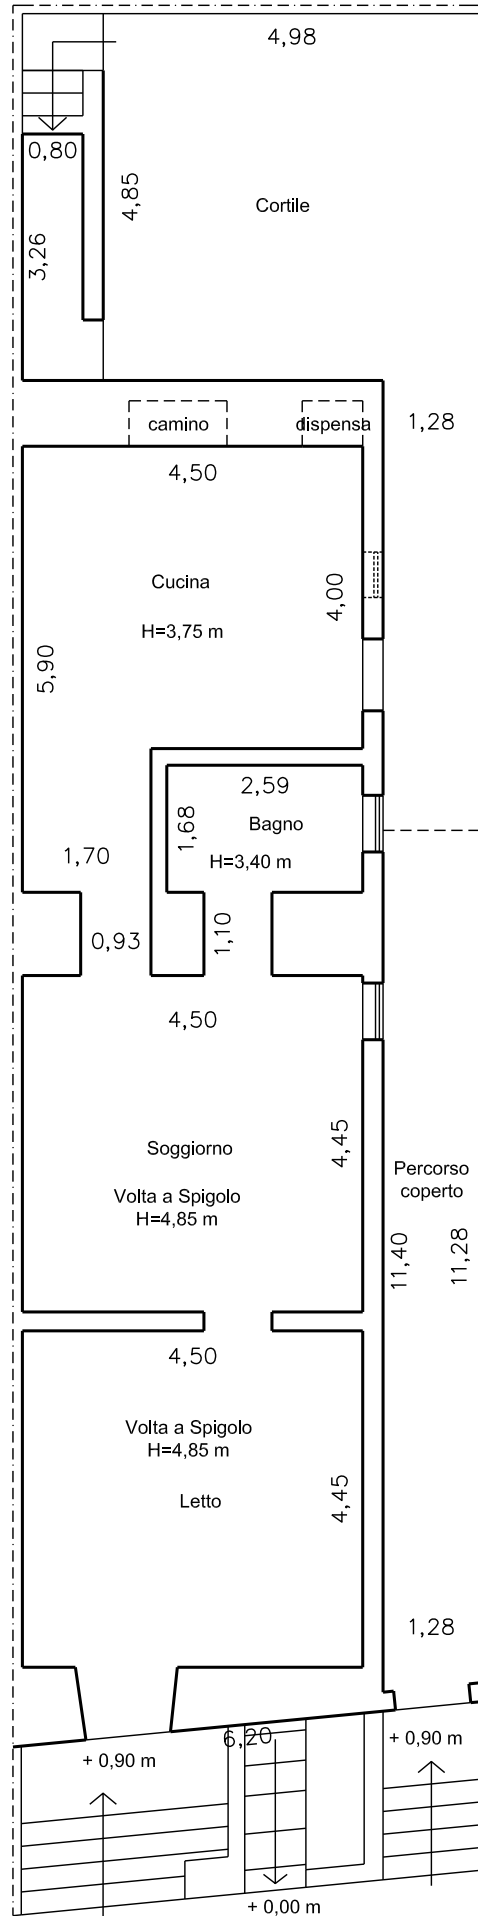 4,98
0,80
4,85
Cortile
3,26
camino
dispensa
1,28
4,50
Cucina
4,00
H=3,75 m
5,90
2,59
1,68
Bagno
1,70
H=3,40 m
0,93
1,10
4,50
Soggiorno
4,45
Percorso
coperto
Volta a Spigolo
H=4,85 m
11,40
11,28
4,50
Volta a Spigolo
H=4,85 m
Letto
4,45
1,28
6,20
+ 0,90 m
+ 0,90 m
+ 0,00 m